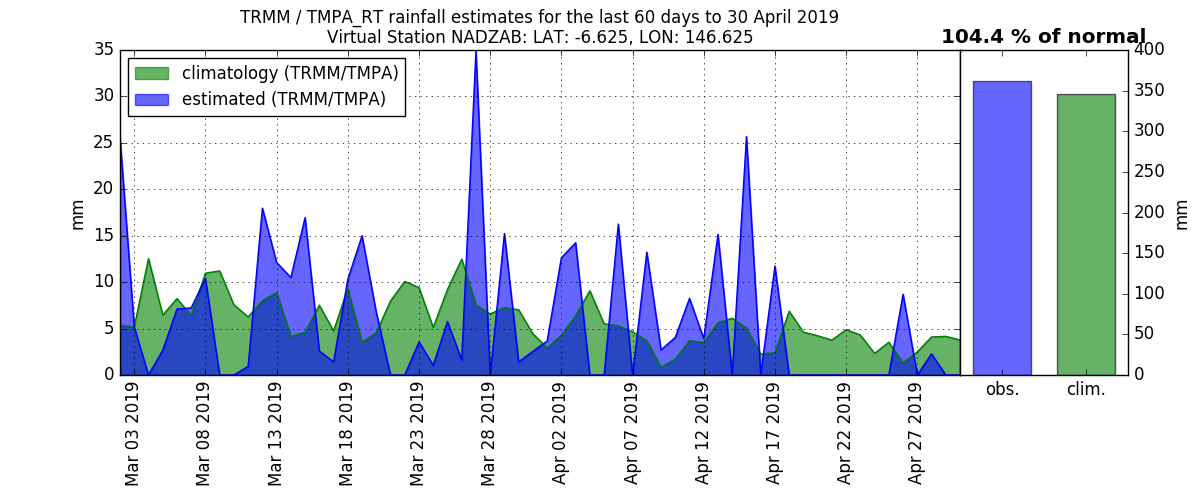 TRMM / TMPA_RT rainfall estimates for the last 60 days to 30 April 2019
Virtual Station NADZAB: LAT: -6.625, LON: 146.625
104.4 % of normal
climatology (TRMM/TMPA)
estimated (TRMM/TMPA)
mm
35
30
25
20
15
10
5
0
Mar 03 2019
Mar 08 2019
Mar 13 2019
Mar 18 2019
Mar 23 2019
Mar 28 2019
Apr 02 2019
Apr 07 2019
Apr 12 2019
Apr 17 2019
Apr 22 2019
Apr 27 2019
400
350
300
250
200
150
100
50
0
mm
obs.
clim.